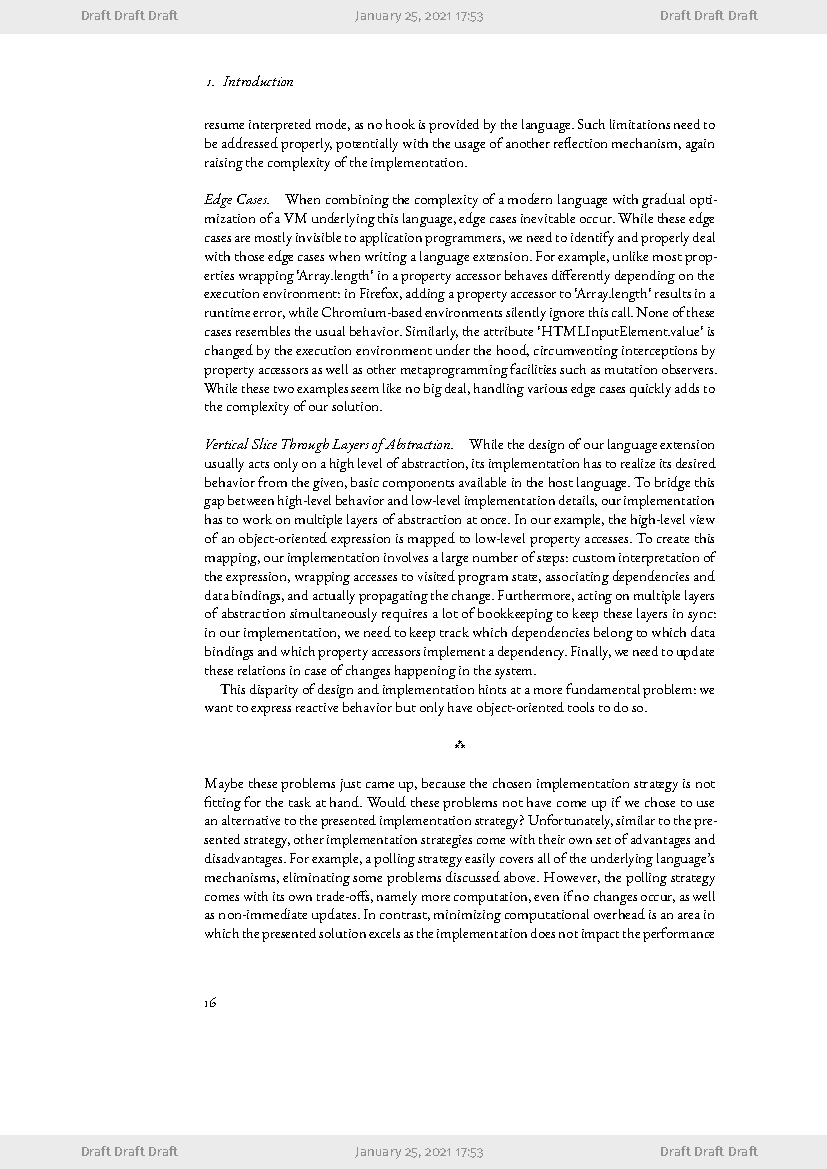 Draft Draft Draft January 25, 2021 17:53 Draft Draft Draft
1. Introduction
resume interpreted mode, as no hook is provided by the language. Such limitations need to
be addressed properly, potentially with the usage of another reflection mechanism, again
raising the complexity of the implementation.
Edge Cases. When combining the complexity of a modern language with gradual opti-
mization of a VM underlying this language, edge cases inevitable occur. While these edge
cases are mostly invisible to application programmers, we need to identify and properly deal
with those edge cases when writing a language extension. For example, unlike most prop-
erties wrapping 'Array.length' in a property accessor behaves differently depending on the
execution environment: in Firefox, adding a property accessor to 'Array.length' results in a
runtime error, while Chromium-based environments silently ignore this call. None of these
cases resembles the usual behavior. Similarly, the attribute 'HTMLInputElement.value' is
changed by the execution environment under the hood, circumventing interceptions by
property accessors as well as other metaprogramming facilities such as mutation observers.
While these two examples seem like no big deal, handling various edge cases quickly adds to
the complexity of our solution.
Vertical Slice Through Layers of Abstraction. While the design of our language extension
usually acts only on a high level of abstraction, its implementation has to realize its desired
behavior from the given, basic components available in the host language. To bridge this
gap between high-level behavior and low-level implementation details, our implementation
has to work on multiple layers of abstraction at once. In our example, the high-level view
of an object-oriented expression is mapped to low-level property accesses. To create this
mapping, our implementation involves a large number of steps: custom interpretation of
the expression, wrapping accesses to visited program state, associating dependencies and
data bindings, and actually propagating the change. Furthermore, acting on multiple layers
of abstraction simultaneously requires a lot of bookkeeping to keep these layers in sync:
in our implementation, we need to keep track which dependencies belong to which data
bindings and which property accessors implement a dependency. Finally, we need to update
these relations in case of changes happening in the system.
This disparity of design and implementation hints at a more fundamental problem: we
want to express reactive behavior but only have object-oriented tools to do so.
⁂
Maybe these problems just came up, because the chosen implementation strategy is not
fitting for the task at hand. Would these problems not have come up if we chose to use
an alternative to the presented implementation strategy? Unfortunately, similar to the pre-
sented strategy, other implementation strategies come with their own set of advantages and
disadvantages. For example, a polling strategy easily covers all of the underlying language's
mechanisms, eliminating some problems discussed above. However, the polling strategy
comes with its own trade-offs, namely more computation, even if no changes occur, as well
as non-immediate updates. In contrast, minimizing computational overhead is an area in
which the presented solution excels as the implementation does not impact the performance
16
Draft Draft Draft January 25, 2021 17:53 Draft Draft Draft